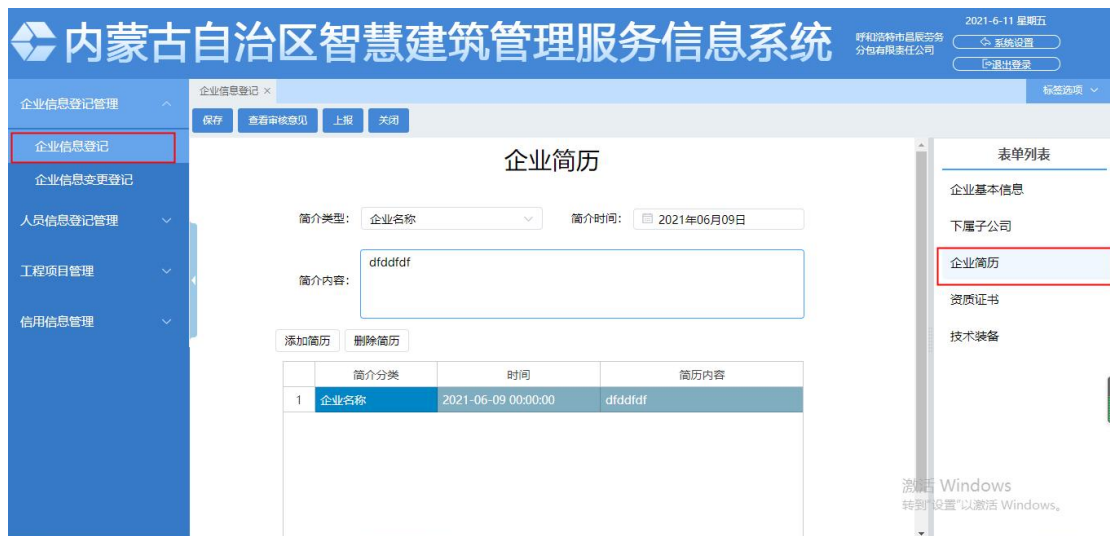 内蒙古自治区智慧建筑管理服务信息系统
呼和浩特市昌辰劳务
分包有限责任公司
2021-6-11 星期五
系统设置
退出登录
企业信息登记管理
企业信息登记
企业信息变更登记
人员信息登记管理
工程项目管理
信用信息管理
企业信息登记 ×
标签选项
保存 查看审核意见 上报 关闭
企业简历
简介类型： 企业名称 简介时间： 2021年06月09日
简介内容： dfddfdf
添加简历 删除简历
简介分类 时间 简历内容
1 企业名称 2021-06-09 00:00:00 dfddfdf
表单列表
企业基本信息
下属子公司
企业简历
资质证书
技术装备
激活 Windows
转到"设置"以激活 Windows。